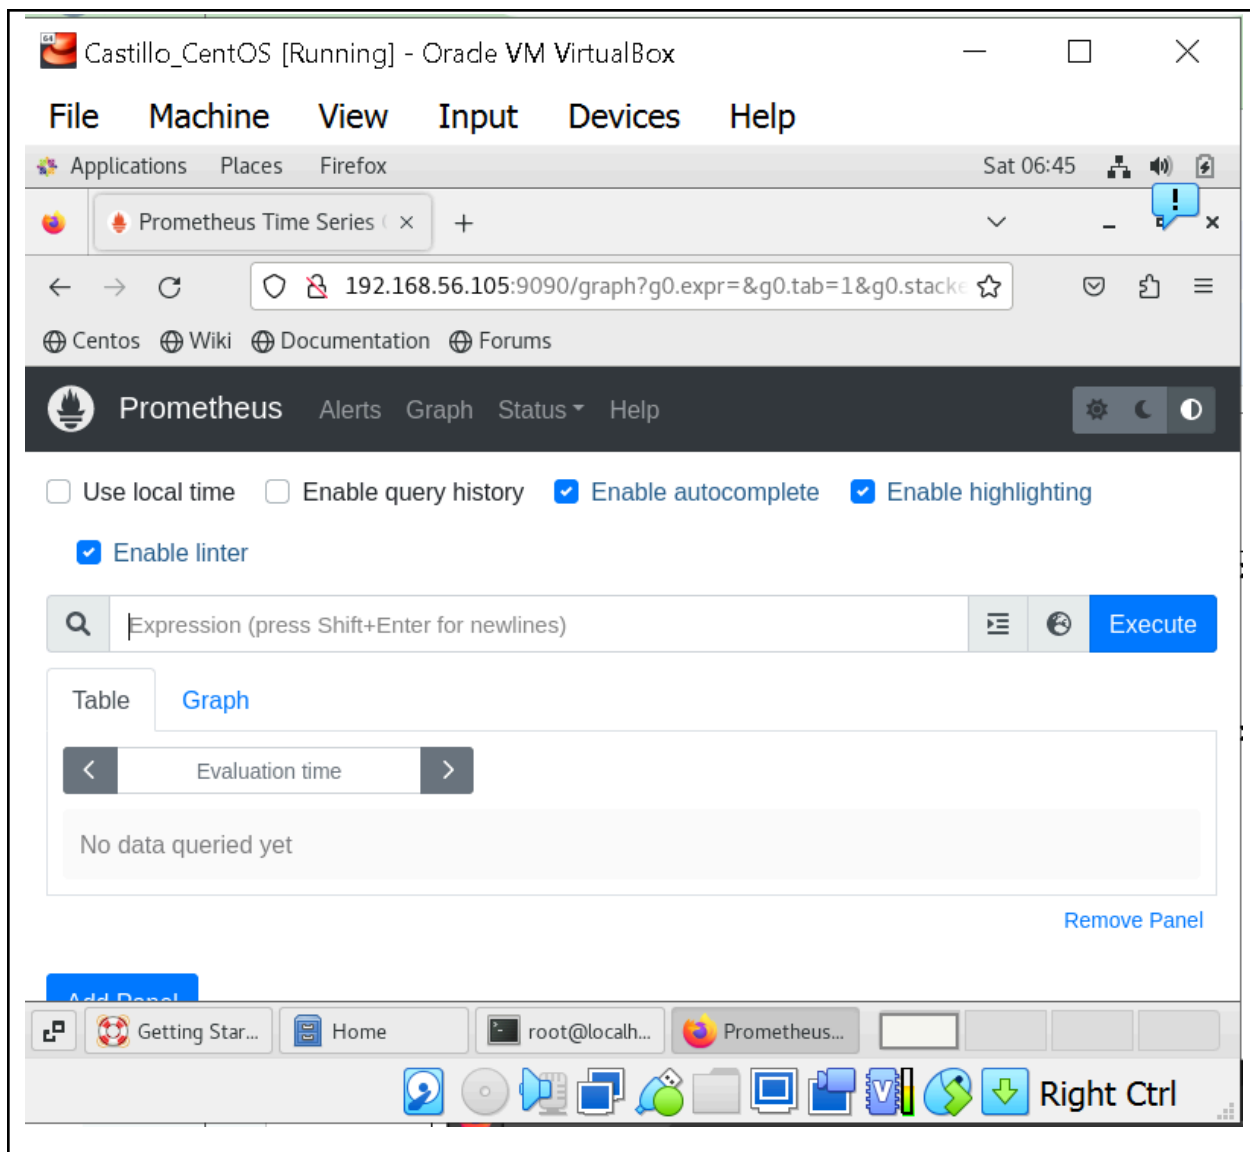 Castillo_CentOS [Running] - Oracle VM VirtualBox
File Machine View Input Devices Help
Applications Places Firefox Sat 06:45
Prometheus Time Series
192.168.56.105:9090/graph?g0.expr=&g0.tab=1&g0.stacke
Centos Wiki Documentation Forums
Prometheus Alerts Graph Status Help
Use local time Enable query history Enable autocomplete Enable highlighting
Enable linter
Expression (press Shift+Enter for newlines) Execute
Table Graph
Evaluation time
No data queried yet
Remove Panel
Add Panel
Getting Star... Home root@localh... Prometheus...
Right Ctrl